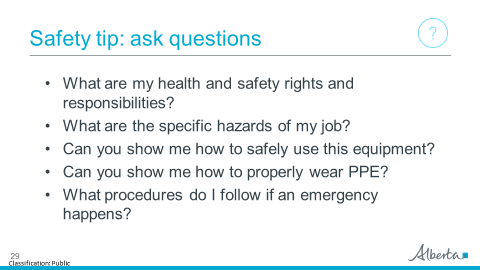 Safety tip: ask questions
?
• What are my health and safety rights and
responsibilities?
• What are the specific hazards of my job?
• Can you show me how to safely use this equipment?
• Can you show me how to properly wear PPE?
• What procedures do I follow if an emergency
happens?
29
Classification: Public
Alberta